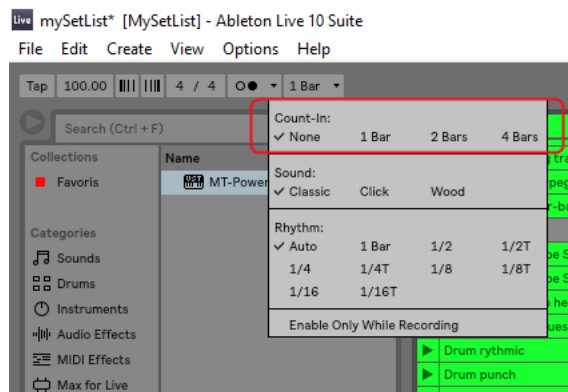 Live mySetList* [MySetList] - Ableton Live 10 Suite
File Edit Create View Options Help
Tap 100.00 4 / 4 1 Bar
Search (Ctrl + F)
Count-In:
None 1 Bar 2 Bars 4 Bars
Collections Name
Favoris MT-Power
Sound:
Classic Click Wood
Categories
Rhythm:
Auto 1 Bar 1/2 1/2T
Sounds
1/4 1/4T 1/8 1/8T
Drums
1/16 1/16T
Instruments
Enable Only While Recording
Audio Effects
Drum rythmic
MIDI Effects
Drum punch
Max for Live